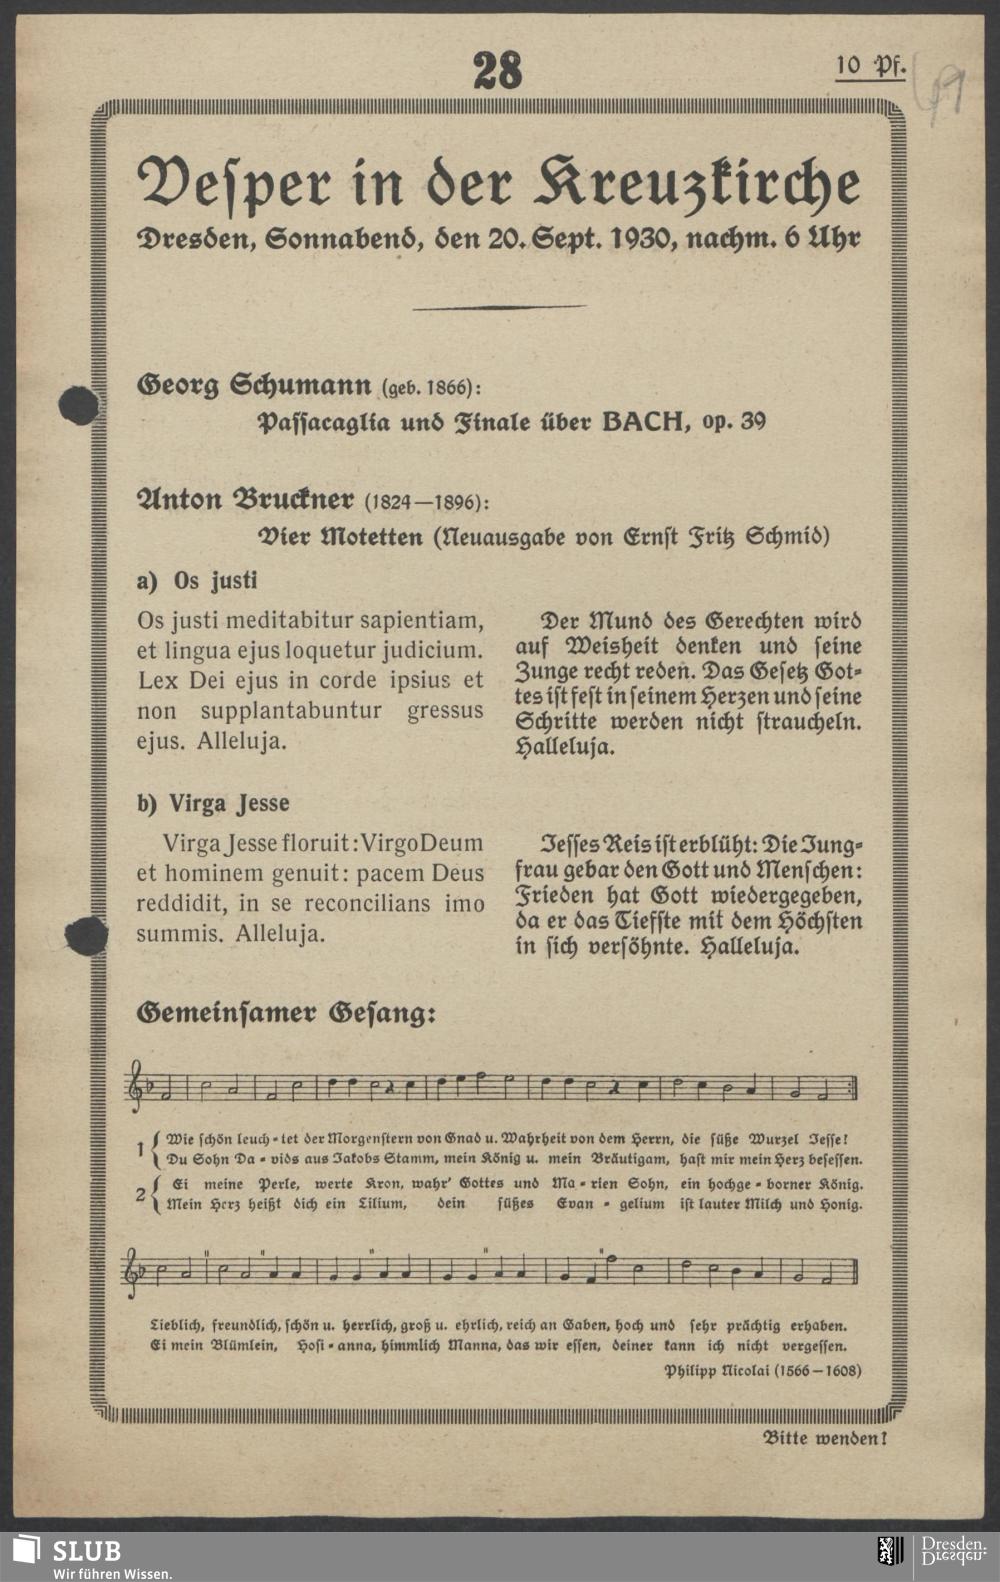 28
10 Pf.
69
Vesper in der Kreuzkirche
Dresden, Sonnabend, den 20. Sept. 1930, nachm. 6 Uhr
Georg Schumann (geb. 1866):
Passacaglia und Finale über BACH, op. 39
Anton Bruckner (1824—1896):
Vier Motetten (Neuausgabe von Ernst Fritz Schmid)
a) Os justi
Os justi meditabitur sapientiam,
et lingua ejus loquetur judicium.
Lex Dei ejus in corde ipsius et
non supplantabuntur gressus
ejus. Alleluja.
Der Mund des Gerechten wird
auf Weisheit denken und seine
Zunge recht reden. Das Gesetz Got-
tes ist fest in seinem Herzen und seine
Schritte werden nicht straucheln.
Halleluja.
b) Virga Jesse
Virga Jesse floruit: Virgo Deum
et hominem genuit: pacem Deus
reddidit, in se reconcilians imo
summis. Alleluja.
Jesses Reis ist erblüht: Die Jung-
frau gebar den Gott und Menschen:
Frieden hat Gott wiedergegeben,
da er das Tiefste mit dem Höchsten
in sich versöhnte. Halleluja.
Gemeinsamer Gesang:
1 { Wie schön leuch-tet der Morgenstern von Gnad u. Wahrheit von dem Herrn, die süße Wurzel Jesse!
Du Sohn Da-vids aus Jakobs Stamm, mein König u. mein Bräutigam, hast mir mein Herz besessen.
2 { Ei meine Perle, werte Kron, wahr' Gottes und Ma-rien Sohn, ein hochge-borner König.
Mein Herz heißt dich ein Lilium, dein süßes Evan-gelium ist lauter Milch und Honig.
Lieblich, freundlich, schön u. herrlich, groß u. ehrlich, reich an Gaben, hoch und sehr prächtig erhaben.
Ei mein Blümlein, Hosi-anna, himmlich Manna, das wir essen, deiner kann ich nicht vergessen.
Philipp Nicolai (1566—1608)
Bitte wenden!
SLUB
Wir führen Wissen.
Dresden.
Dresden.